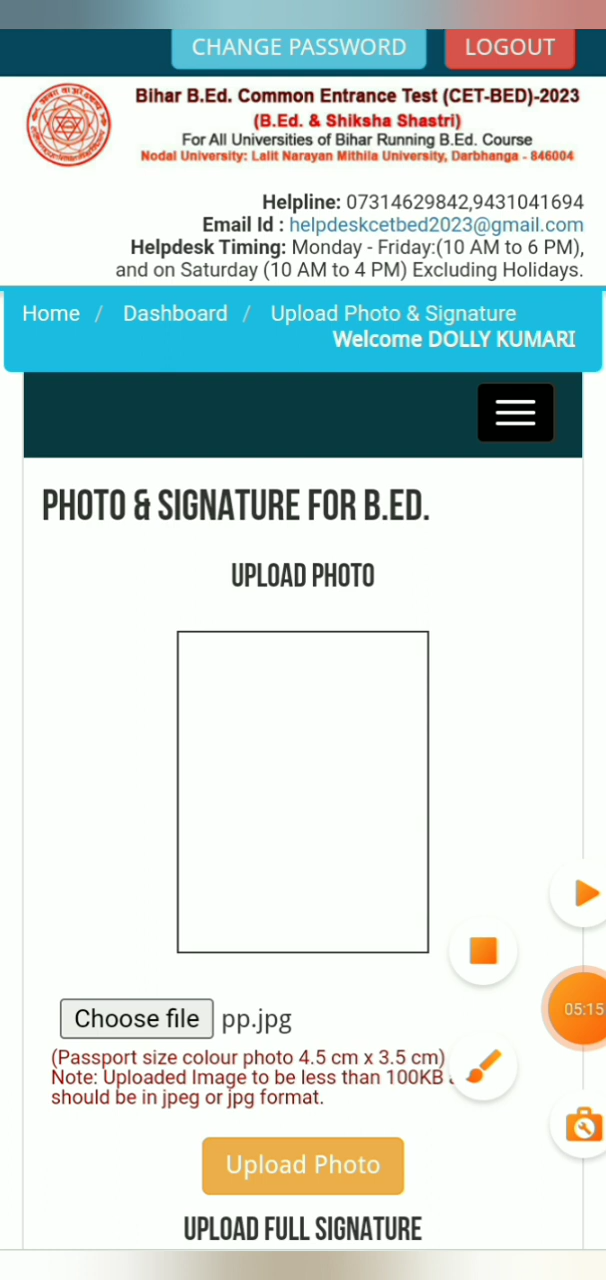 CHANGE PASSWORD
LOGOUT
Bihar B.Ed. Common Entrance Test (CET-BED)-2023
(B.Ed. & Shiksha Shastri)
For All Universities of Bihar Running B.Ed. Course
Nodal University: Lalit Narayan Mithila University, Darbhanga - 846004
Helpline: 07314629842,9431041694
Email Id : helpdeskcetbed2023@gmail.com
Helpdesk Timing: Monday - Friday:(10 AM to 6 PM),
and on Saturday (10 AM to 4 PM) Excluding Holidays.
Home / Dashboard / Upload Photo & Signature
Welcome DOLLY KUMARI
PHOTO & SIGNATURE FOR B.ED.
UPLOAD PHOTO
Choose file pp.jpg
(Passport size colour photo 4.5 cm x 3.5 cm)
Note: Uploaded Image to be less than 100KB
should be in jpeg or jpg format.
05:15
Upload Photo
UPLOAD FULL SIGNATURE